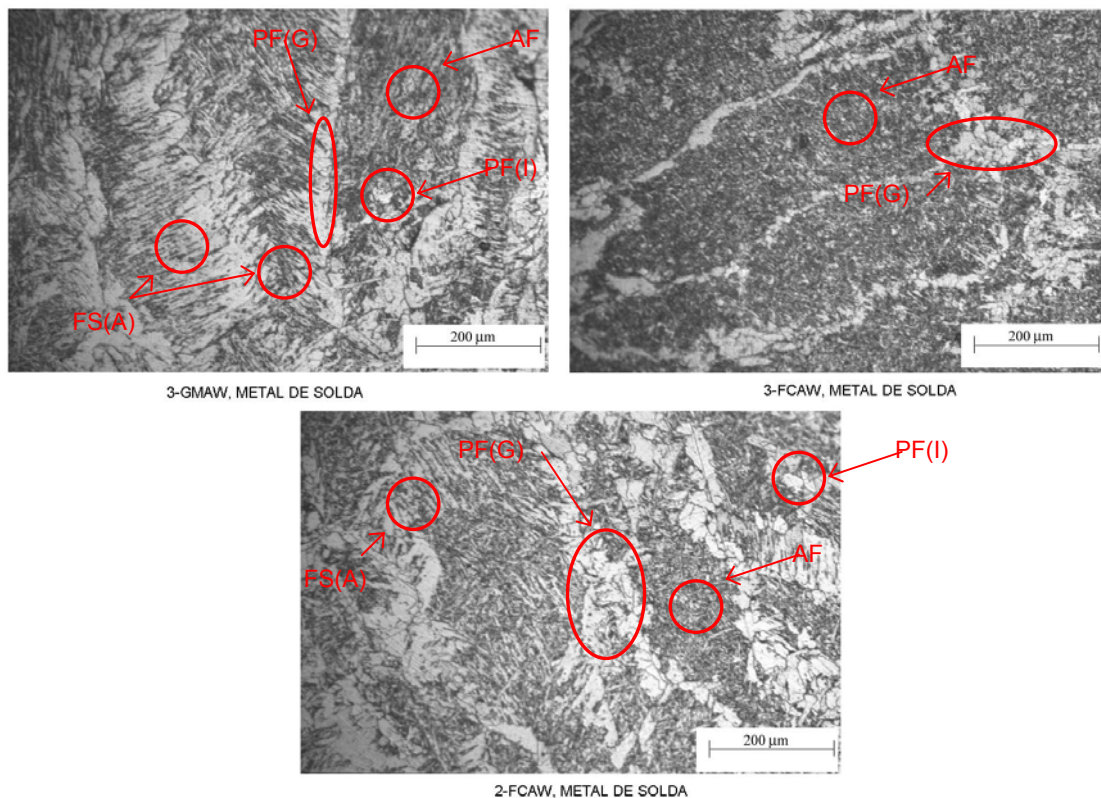 PF(G)
AF
PF(I)
FS(A)
200 µm
3-GMAW, METAL DE SOLDA
AF
PF(G)
200 µm
3-FCAW, METAL DE SOLDA
PF(G)
PF(I)
AF
FS(A)
200 µm
2-FCAW, METAL DE SOLDA